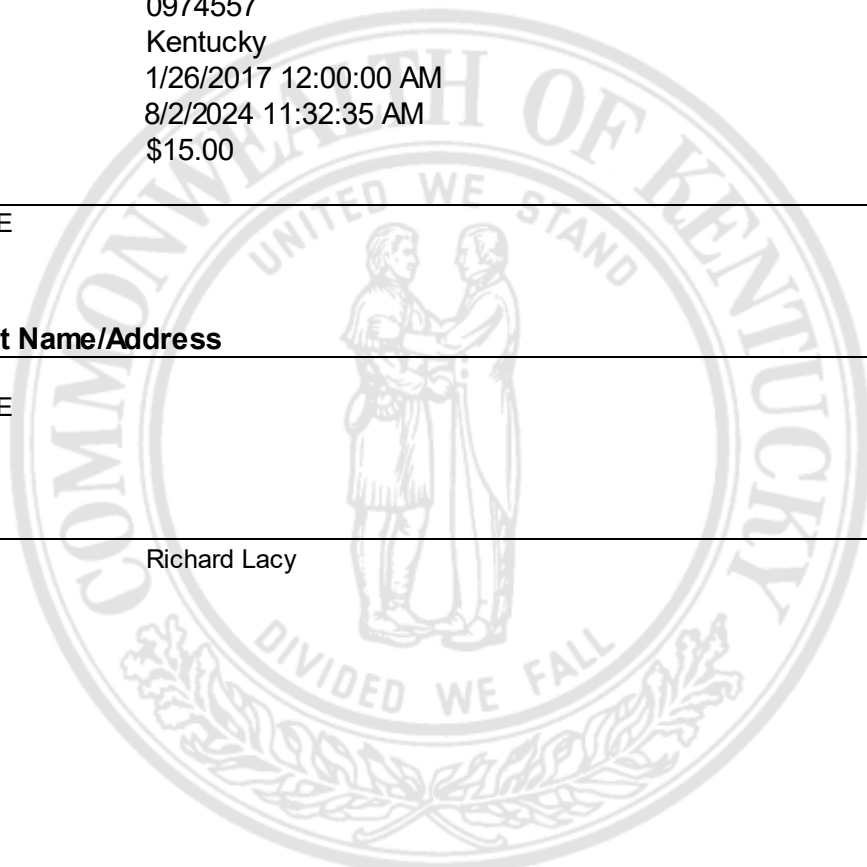 0974557
Kentucky
1/26/2017 12:00:00 AM
8/2/2024 11:32:35 AM
$15.00
E
t Name/Address
E
Richard Lacy
COMMONWEALTH OF KENTUCKY
UNITED WE STAND
DIVIDED WE FALL